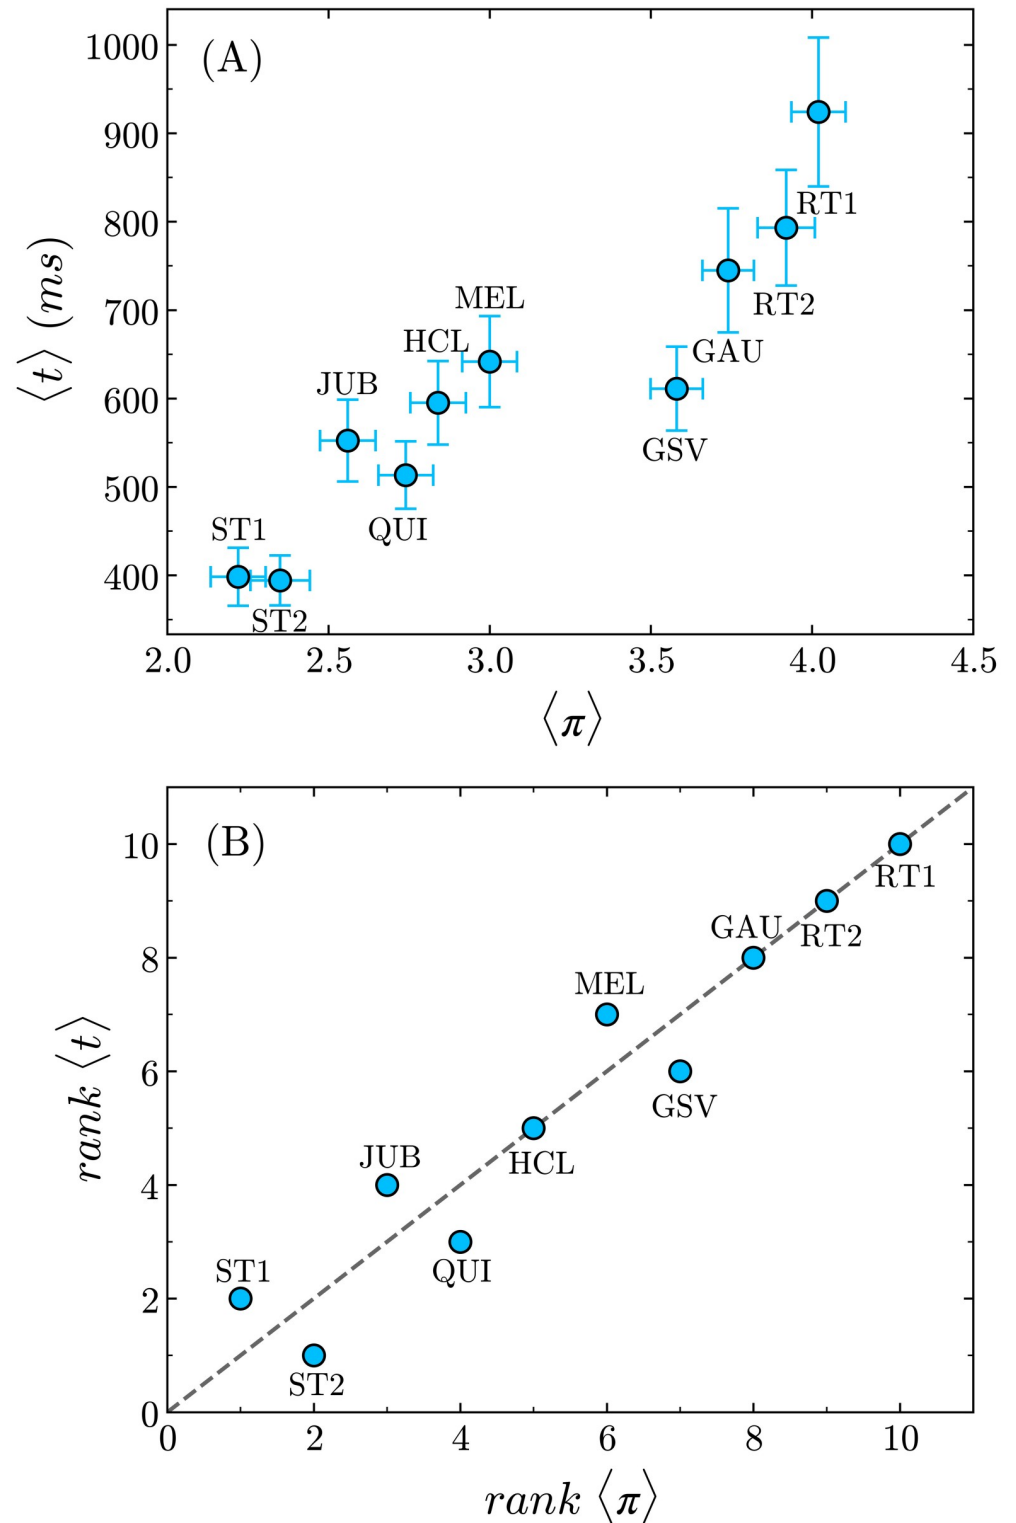 (A)
1000
900
800
700
600
500
400
⟨t⟩ (ms)
RT1
RT2
MEL
HCL
GAU
JUB
GSV
QUI
ST1
ST2
2.0 2.5 3.0 3.5 4.0 4.5
⟨π⟩
(B)
10
8
6
4
2
0
rank ⟨t⟩
RT1
GAU
RT2
MEL
GSV
HCL
JUB
QUI
ST1
ST2
0 2 4 6 8 10
rank ⟨π⟩